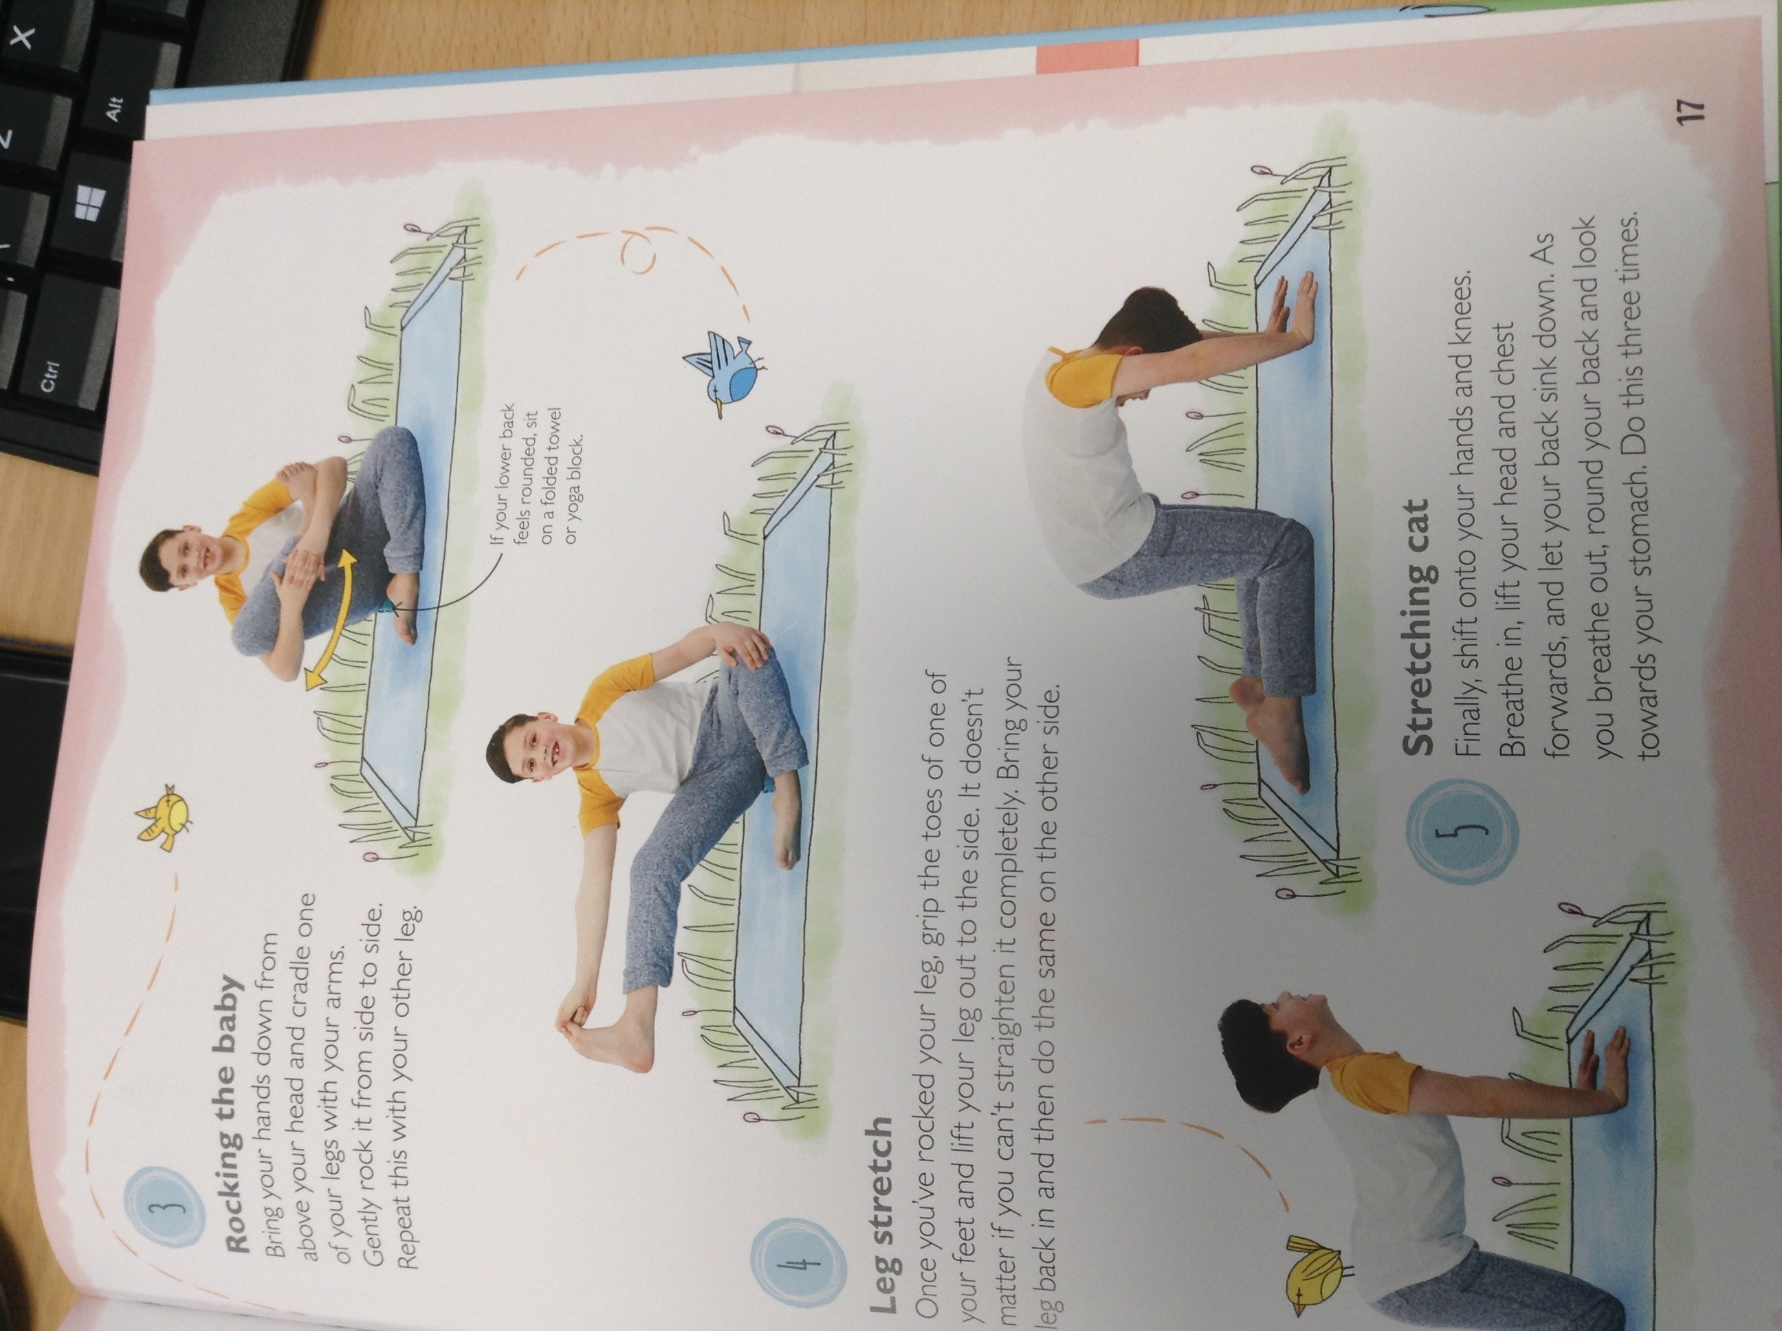 3
Rocking the baby
Bring your hands down from
above your head and cradle one
of your legs with your arms.
Gently rock it from side to side.
Repeat this with your other leg.
If your lower back
feels rounded, sit
on a folded towel
or yoga block.
4
Leg stretch
Once you've rocked your leg, grip the toes of one of
your feet and lift your leg out to the side. It doesn't
matter if you can't straighten it completely. Bring your
leg back in and then do the same on the other side.
5
Stretching cat
Finally, shift onto your hands and knees.
Breathe in, lift your head and chest
forwards, and let your back sink down. As
you breathe out, round your back and look
towards your stomach. Do this three times.
17
X
Z
Alt
Ctrl